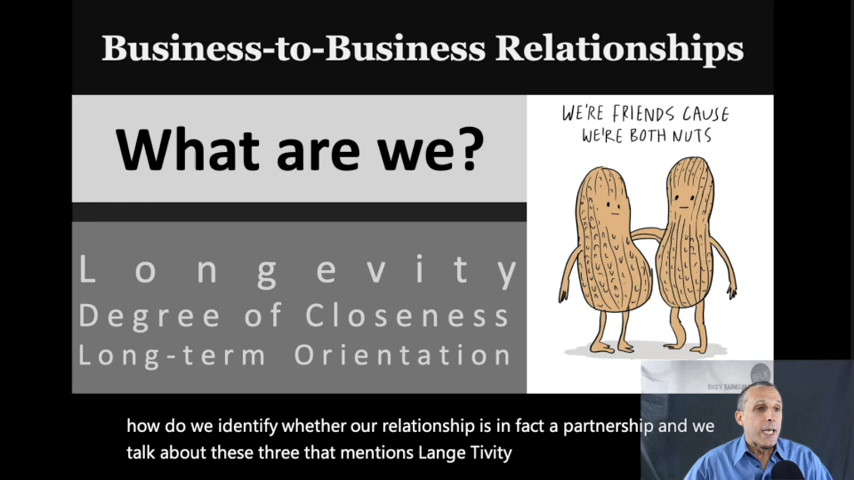 Business-to-Business Relationships
What are we?
WE'RE FRIENDS CAUSE
WE'RE BOTH NUTS
Longevity
Degree of Closeness
Long-term Orientation
how do we identify whether our relationship is in fact a partnership and we
talk about these three that mentions Lange Tivity